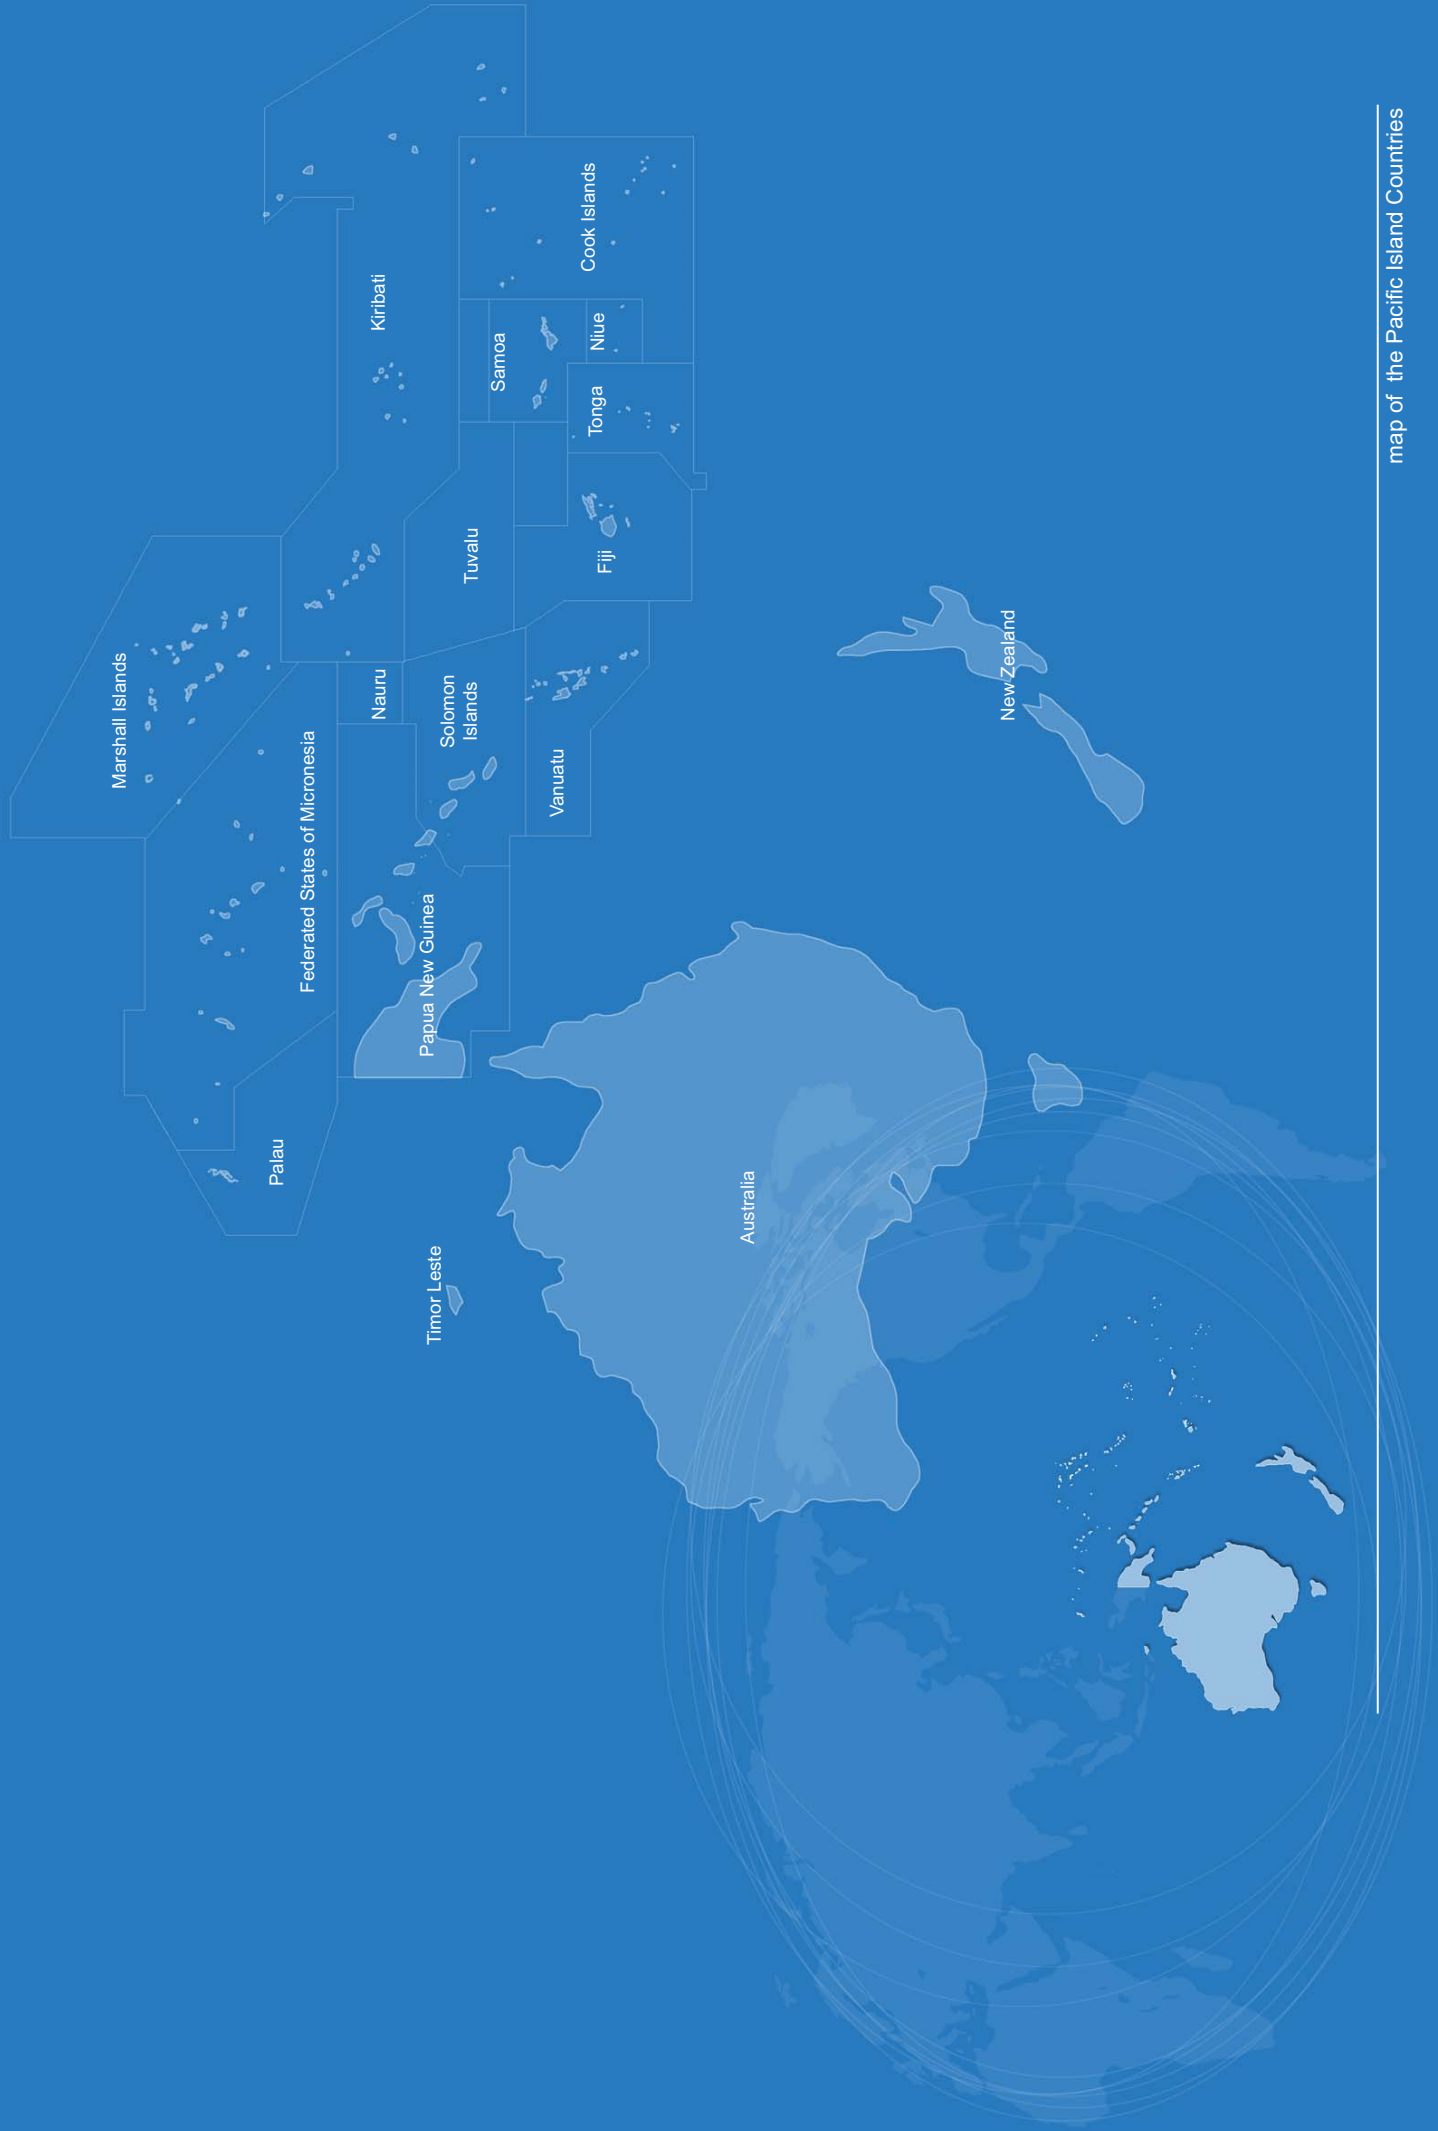 Marshall Islands
Kiribati
Palau
Federated States of Micronesia
Nauru
Papua New Guinea
Solomon
Islands
Tuvalu
Samoa
Cook Islands
Timor Leste
Vanuatu
Fiji
Tonga
Niue
Australia
New Zealand
map of the Pacific Island Countries